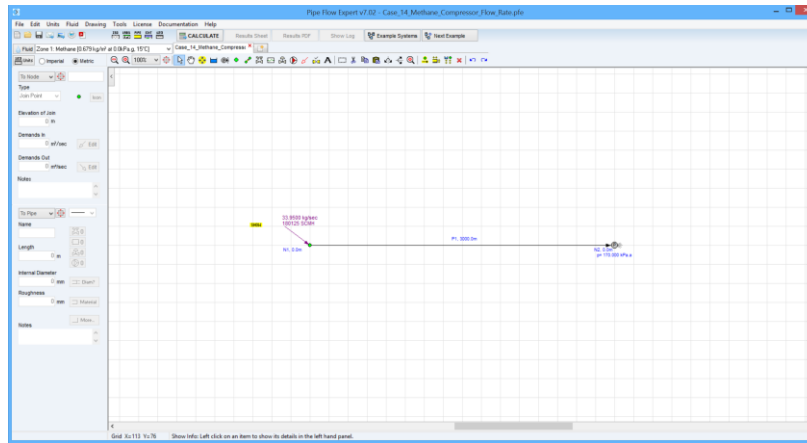 Pipe Flow Expert v7.02 - Case_14_Methane_Compressor_Flow_Rate.pfe
File Edit Units Fluid Drawing Tools License Documentation Help
CALCULATE Results Sheet Results PDF Show Log Example Systems Next Example
Fluid Zone 1: Methane (0.679 kg/m³ at 0.0kPa.g, 15°C) Case_14_Methane_Compressor
Imperial Metric 100%
To Node
Type
Join Point
Elevation of Join
0 m
Demands In
0 m³/sec Edit
Demands Out
0 m³/sec Edit
Notes
To Pipe
Name
Length
0 m
Internal Diameter
0 mm
Roughness
0 mm Material
Notes
CH04
33.9500 kg/sec
N1, 0.0m
P1, 3000.0m
N2, 0.0m
p= 170.000 kPa.a
Grid X=113 Y=76 Show Info: Left click on an item to show its details in the left hand panel.